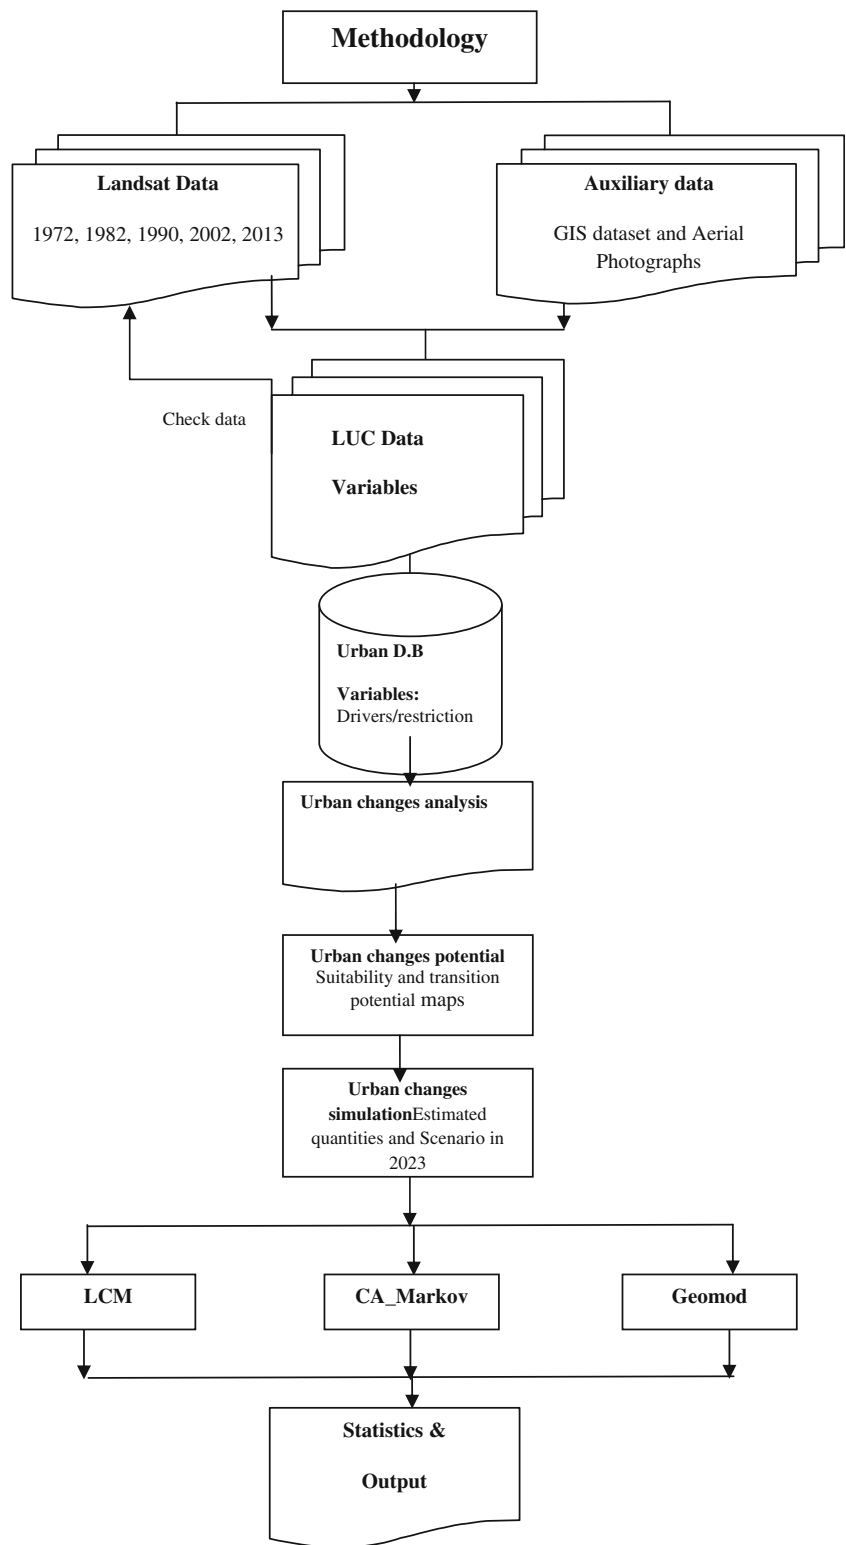 Methodology
Landsat Data
1972, 1982, 1990, 2002, 2013
Auxiliary data
GIS dataset and Aerial
Photographs
Check data
LUC Data
Variables
Urban D.B
Variables:
Drivers/restriction
Urban changes analysis
Urban changes potential
Suitability and transition
potential maps
Urban changes
simulationEstimated
quantities and Scenario in
2023
LCM
CA_Markov
Geomod
Statistics &
Output